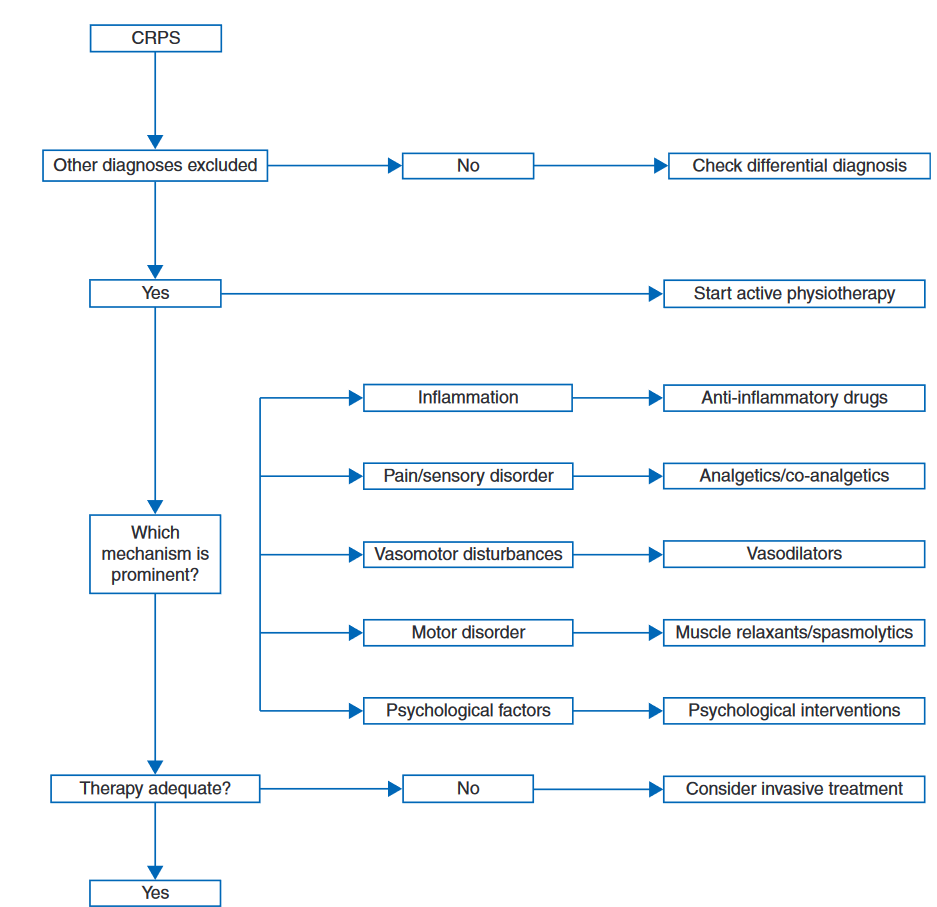 CRPS
Other diagnoses excluded
No
Check differential diagnosis
Yes
Start active physiotherapy
Inflammation
Anti-inflammatory drugs
Pain/sensory disorder
Analgetics/co-analgetics
Which
mechanism is
prominent?
Vasomotor disturbances
Vasodilators
Motor disorder
Muscle relaxants/spasmolytics
Psychological factors
Psychological interventions
Therapy adequate?
No
Consider invasive treatment
Yes